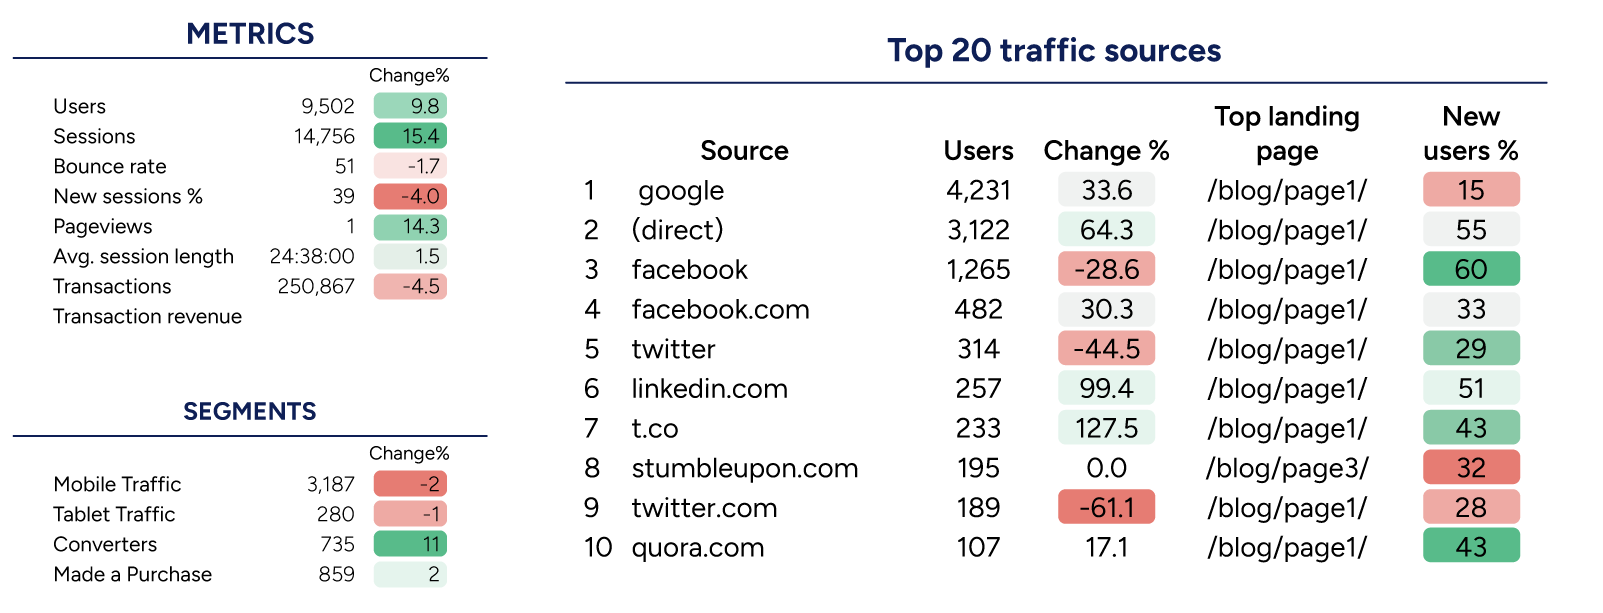 METRICS
Change%
Users 9,502 9.8
Sessions 14,756 15.4
Bounce rate 51 -1.7
New sessions % 39 -4.0
Pageviews 1 14.3
Avg. session length 24:38:00 1.5
Transactions 250,867 -4.5
Transaction revenue
SEGMENTS
Change%
Mobile Traffic 3,187 -2
Tablet Traffic 280 -1
Converters 735 11
Made a Purchase 859 2
Top 20 traffic sources
Top landing New
Source Users Change % page users %
1 google 4,231 33.6 /blog/page1/ 15
2 (direct) 3,122 64.3 /blog/page1/ 55
3 facebook 1,265 -28.6 /blog/page1/ 60
4 facebook.com 482 30.3 /blog/page1/ 33
5 twitter 314 -44.5 /blog/page1/ 29
6 linkedin.com 257 99.4 /blog/page1/ 51
7 t.co 233 127.5 /blog/page1/ 43
8 stumbleupon.com 195 0.0 /blog/page3/ 32
9 twitter.com 189 -61.1 /blog/page1/ 28
10 quora.com 107 17.1 /blog/page1/ 43